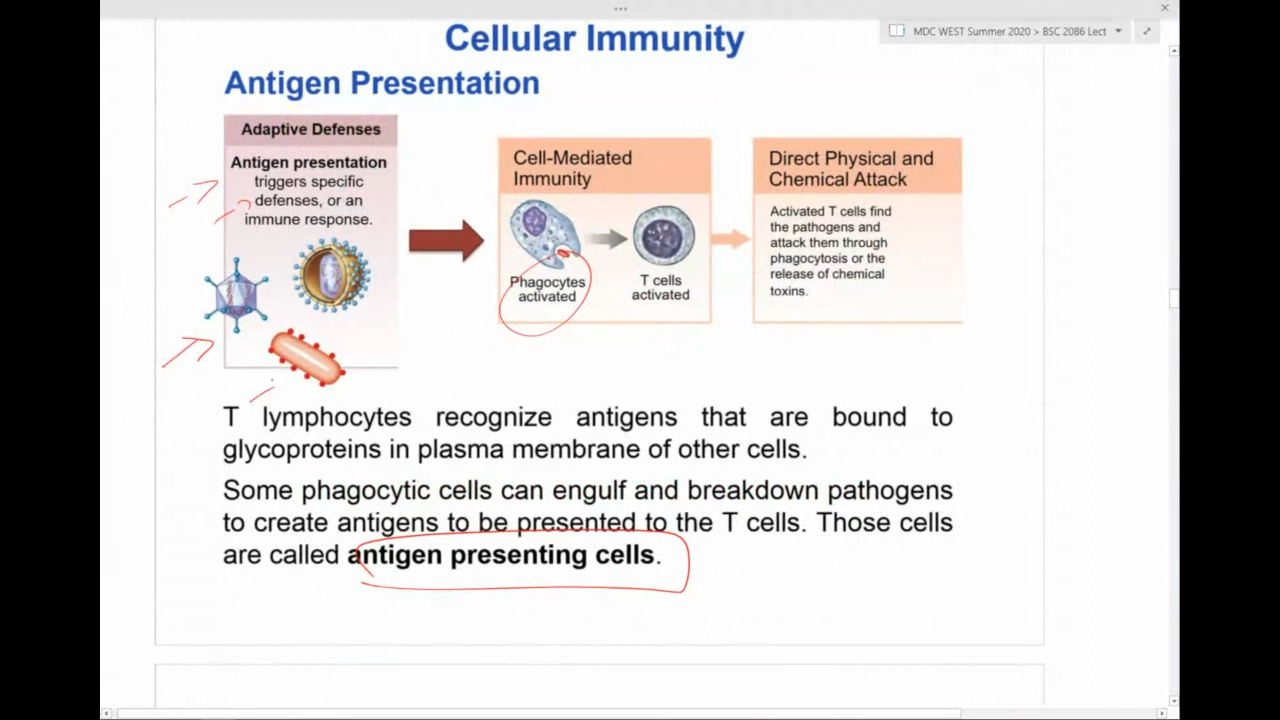 MDC WEST Summer 2020 > BSC 2086 Lect
Cellular Immunity
Antigen Presentation
Adaptive Defenses
Antigen presentation
triggers specific
defenses, or an
immune response.
Cell-Mediated
Immunity
Phagocytes
activated
T cells
activated
Direct Physical and
Chemical Attack
Activated T cells find
the pathogens and
attack them through
phagocytosis or the
release of chemical
toxins.
T lymphocytes recognize antigens that are bound to
glycoproteins in plasma membrane of other cells.
Some phagocytic cells can engulf and breakdown pathogens
to create antigens to be presented to the T cells. Those cells
are called antigen presenting cells.